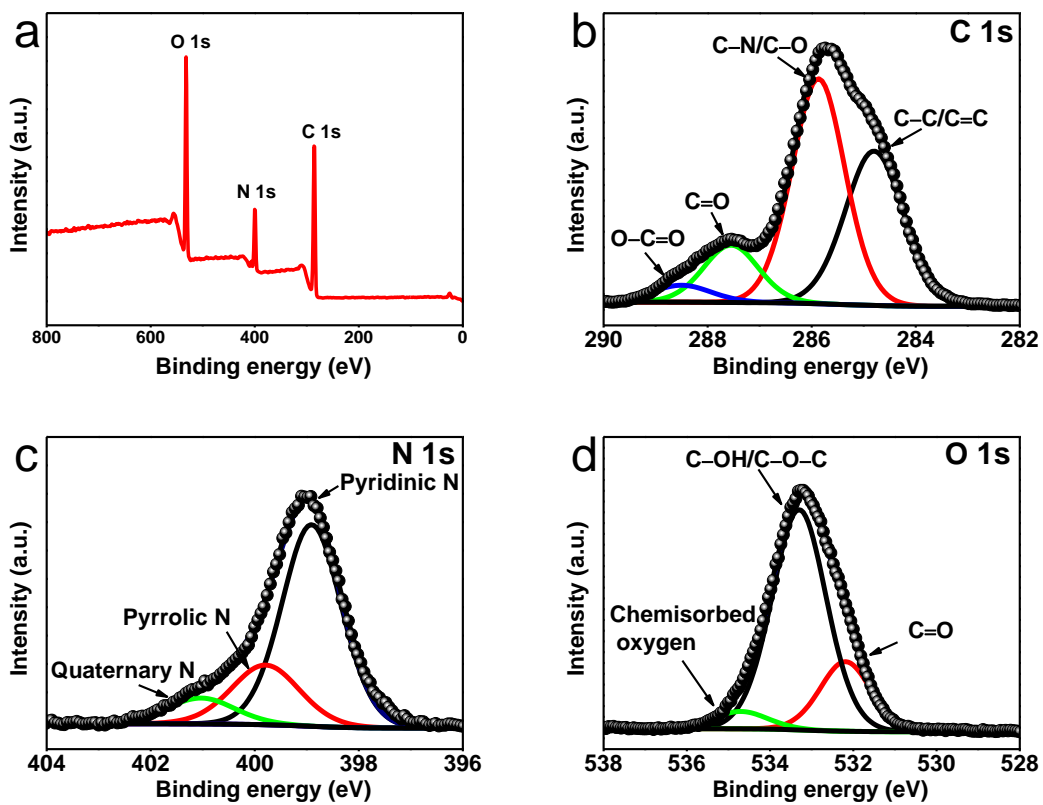 a
O 1s
N 1s
C 1s
Intensity (a.u.)
800 600 400 200 0
Binding energy (eV)
b
C 1s
C–N/C–O
C–C/C=C
C=O
O–C=O
Intensity (a.u.)
290 288 286 284 282
Binding energy (eV)
c
N 1s
Pyridinic N
Pyrrolic N
Quaternary N
Intensity (a.u.)
404 402 400 398 396
Binding energy (eV)
d
O 1s
C–OH/C–O–C
Chemisorbed
oxygen
C=O
Intensity (a.u.)
538 536 534 532 530 528
Binding energy (eV)